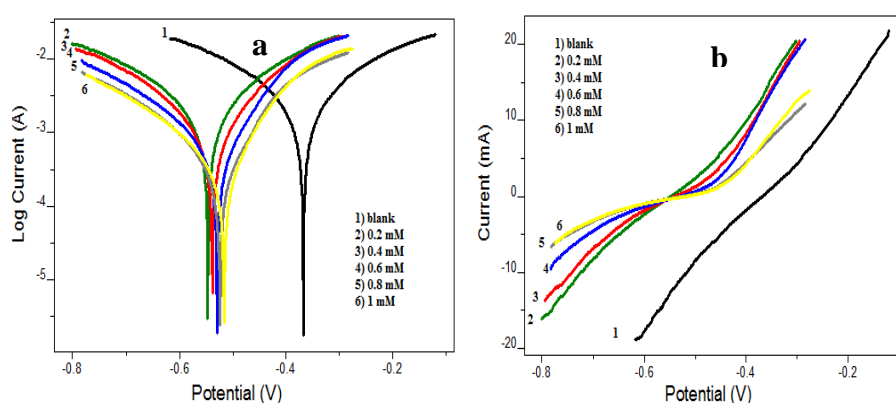 a
1
2
3
4
5
6
1) blank
2) 0.2 mM
3) 0.4 mM
4) 0.6 mM
5) 0.8 mM
6) 1 mM
Log Current (A)
-2
-3
-4
-5
-0.8
-0.6
-0.4
-0.2
Potential (V)
b
1) blank
2) 0.2 mM
3) 0.4 mM
4) 0.6 mM
5) 0.8 mM
6) 1 mM
6
5
4
3
2
1
Current (mA)
20
10
0
-10
-20
-0.8
-0.6
-0.4
-0.2
Potential (V)